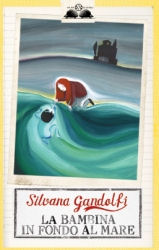 Silvana Gandolfi
LA BAMBINA
IN FONDO AL MARE